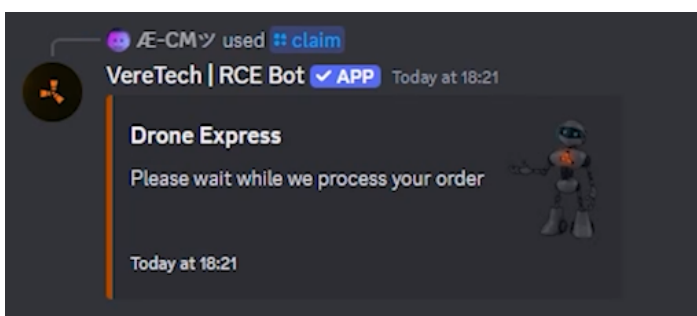 Æ-CMツ used claim
VereTech | RCE Bot ✓ APP Today at 18:21
Drone Express
Please wait while we process your order
Today at 18:21